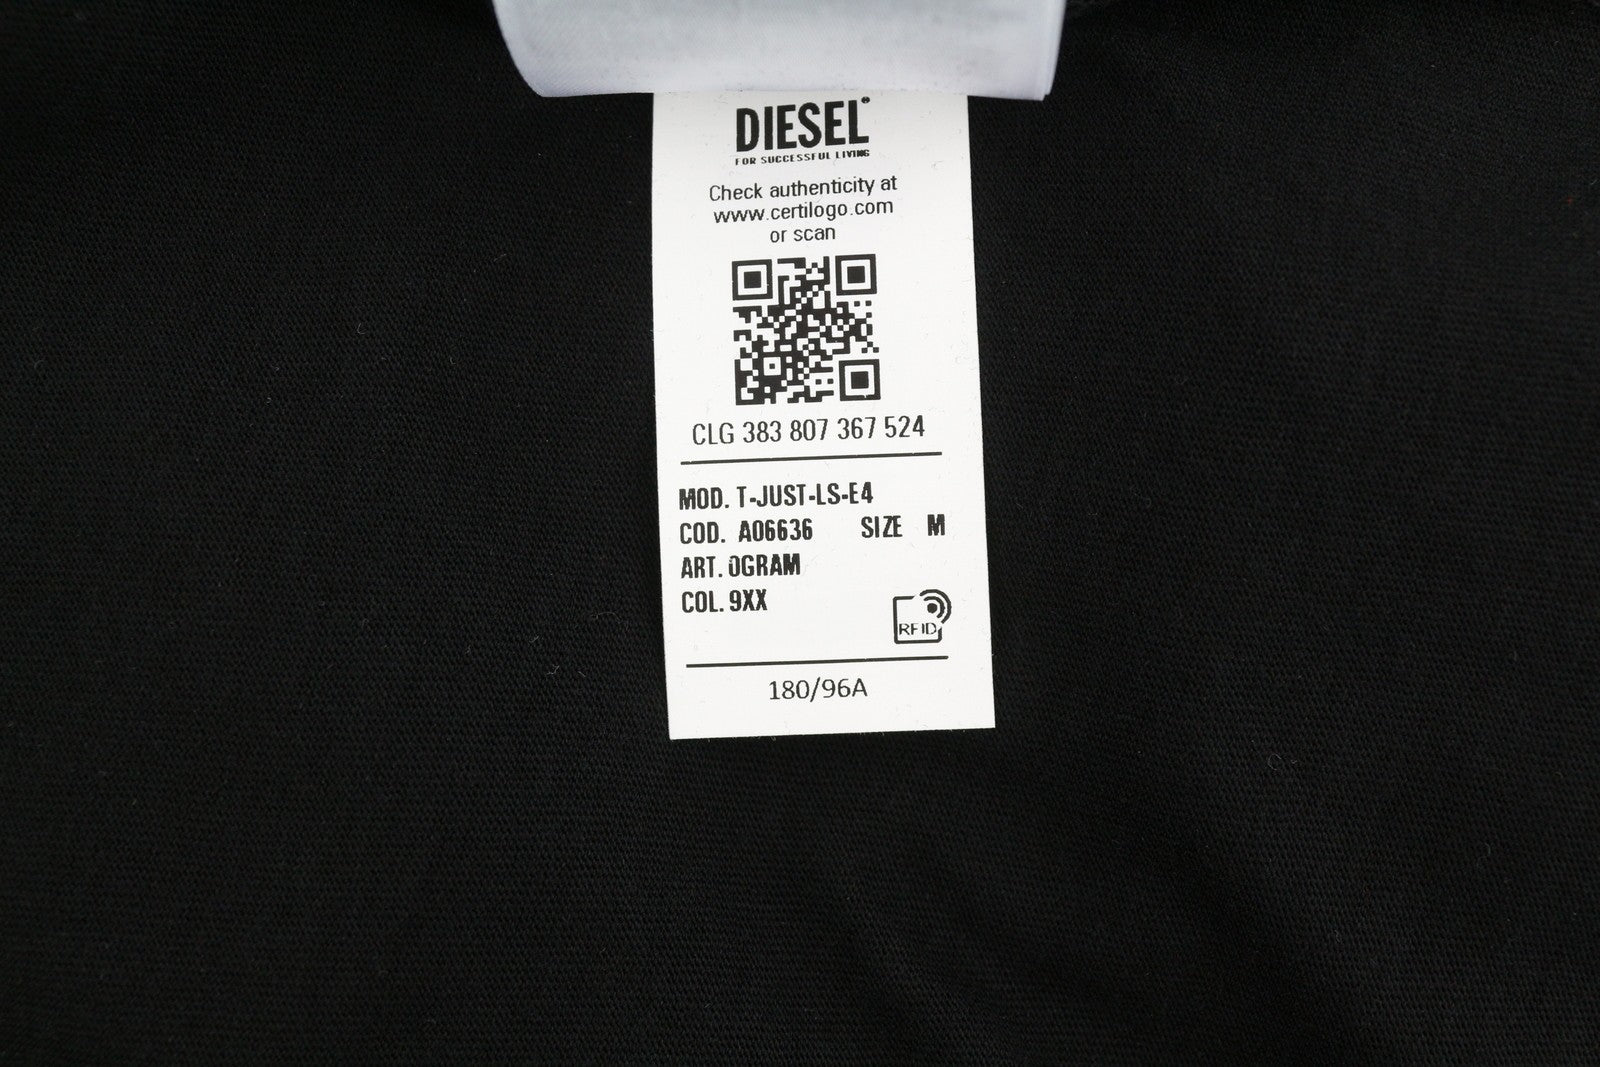 DIESEL®
FOR SUCCESSFUL LIVING
Check authenticity at
www.certilogo.com
or scan
CLG 383 807 367 524
MOD. T-JUST-LS-E4
COD. A06636 SIZE M
ART. 0GRAM
COL. 9XX
RFID
180/96A